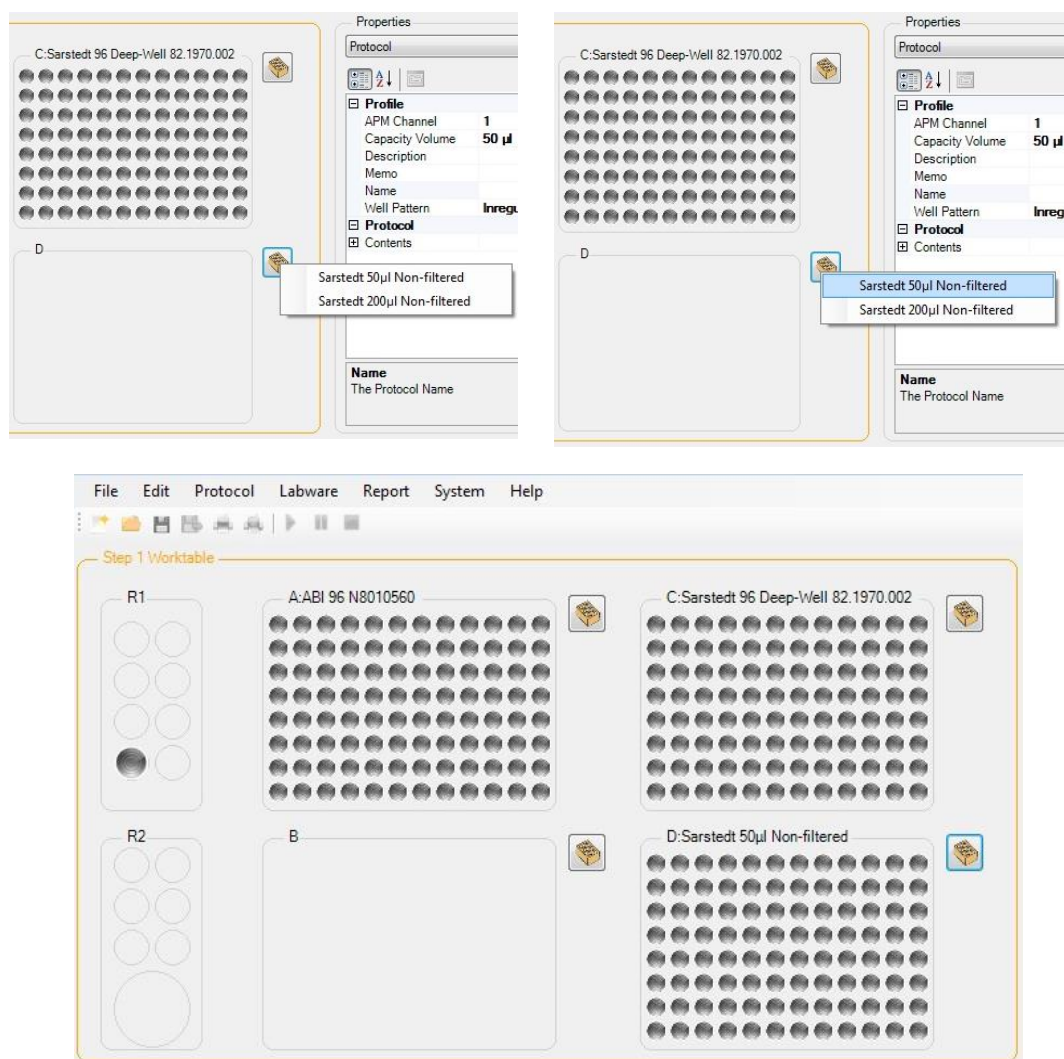 C:Sarstedt 96 Deep-Well 82.1970.002
D
Sarstedt 50µl Non-filtered
Sarstedt 200µl Non-filtered
Properties
Protocol
Profile
APM Channel 1
Capacity Volume 50 µl
Description
Memo
Name
Well Pattern Inregu
Protocol
Contents
Name
The Protocol Name
C:Sarstedt 96 Deep-Well 82.1970.002
D
Sarstedt 50µl Non-filtered
Sarstedt 200µl Non-filtered
Properties
Protocol
Profile
APM Channel 1
Capacity Volume 50 µl
Description
Memo
Name
Well Pattern Inreg
Protocol
Contents
Name
The Protocol Name
File Edit Protocol Labware Report System Help
Step 1 Worktable
R1 A:ABI 96 N8010560 C:Sarstedt 96 Deep-Well 82.1970.002
R2 B D:Sarstedt 50µl Non-filtered